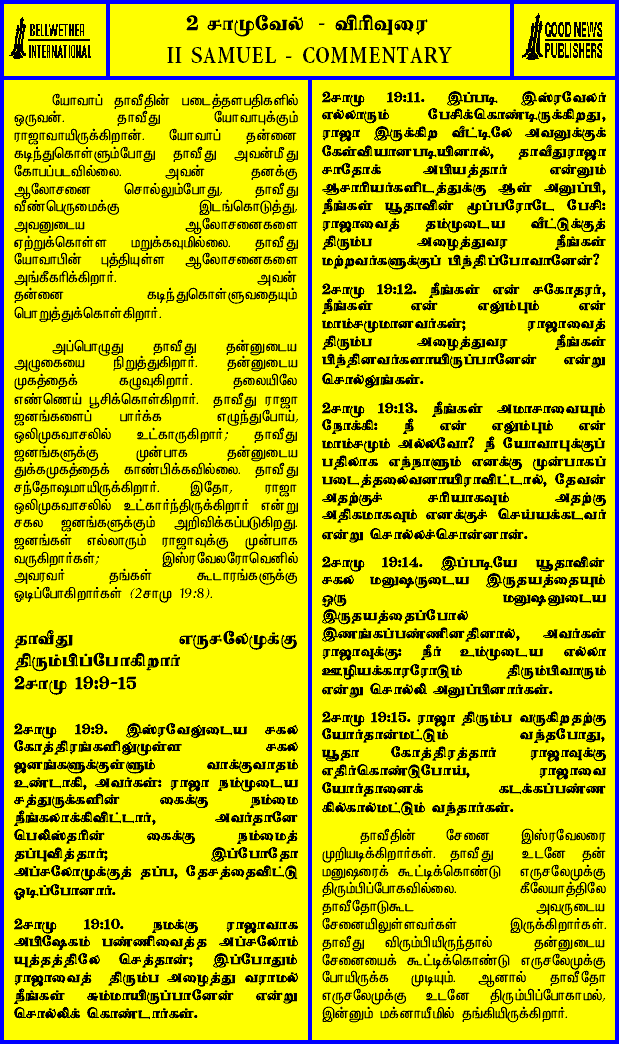 BELLWETHER
INTERNATIONAL
2 சாமுவேல் - விரிவுரை
II SAMUEL - COMMENTARY
GOOD NEWS
PUBLISHERS
யோவாப் தாவீதின் படைத்தளபதிகளில்
ஒருவன். தாவீது யோவாபுக்கும்
ராஜாவாயிருக்கிறான். யோவாப் தன்னை
கடிந்துகொள்ளும்போது தாவீது அவன்மீது
கோபப்படவில்லை. அவன் தனக்கு
ஆலோசனை சொல்லும்போது, தாவீது
வீண்பெருமைக்கு இடங்கொடுத்து,
அவனுடைய ஆலோசனைகளை
ஏற்றுக்கொள்ள மறுக்கவுமில்லை. தாவீது
யோவாபின் புத்தியுள்ள ஆலோசனைகளை
அங்கீகரிக்கிறார். அவன்
தன்னை கடிந்துகொள்ளுவதையும்
பொறுத்துக்கொள்கிறார்.
அப்பொழுது தாவீது தன்னுடைய
அழுகையை நிறுத்துகிறார். தன்னுடைய
முகத்தைக் கழுவுகிறார். தலையிலே
எண்ணெய் பூசிக்கொள்கிறார். தாவீது ராஜா
ஜனங்களைப் பார்க்க எழுந்துபோய்,
ஒலிமுகவாசலில் உட்காருகிறார்; தாவீது
ஜனங்களுக்கு முன்பாக தன்னுடைய
துக்கமுகத்தைக் காண்பிக்கவில்லை. தாவீது
சந்தோஷமாயிருக்கிறார். இதோ, ராஜா
ஒலிமுகவாசலில் உட்கார்ந்திருக்கிறார் என்று
சகல ஜனங்களுக்கும் அறிவிக்கப்படுகிறது.
ஜனங்கள் எல்லாரும் ராஜாவுக்கு முன்பாக
வருகிறார்கள்; இஸ்ரவேலரோவெனில்
அவரவர் தங்கள் கூடாரங்களுக்கு
ஓடிப்போகிறார்கள் (2சாமு 19:8).
தாவீது எருசலேமுக்கு
திரும்பிப்போகிறார்
2சாமு 19:9-15
2சாமு 19:9. இஸ்ரவேலுடைய சகல
கோத்திரங்களிலுமுள்ள சகல
ஜனங்களுக்குள்ளும் வாக்குவாதம்
உண்டாகி, அவர்கள்: ராஜா நம்முடைய
சத்துருக்களின் கைக்கு நம்மை
நீங்கலாக்கிவிட்டார், அவர்தானே
பெலிஸ்தரின் கைக்கு நம்மைத்
தப்புவித்தார்; இப்போதோ
அப்சலோமுக்குத் தப்ப, தேசத்தைவிட்டு
ஓடிப்போனார்.
2சாமு 19:10. நமக்கு ராஜாவாக
அபிஷேகம் பண்ணிவைத்த அப்சலோம்
யுத்தத்திலே செத்தான்; இப்போதும்
ராஜாவைத் திரும்ப அழைத்து வராமல்
நீங்கள் சும்மாயிருப்பானேன் என்று
சொல்லிக் கொண்டார்கள்.
2சாமு 19:11. இப்படி இஸ்ரவேலர்
எல்லாரும் பேசிக்கொண்டிருக்கிறது,
ராஜா இருக்கிற வீட்டிலே அவனுக்குக்
கேள்வியானபடியினால், தாவீதுராஜா
சாதோக் அபியத்தார் என்னும்
ஆசாரியர்களிடத்துக்கு ஆள் அனுப்பி,
நீங்கள் யூதாவின் மூப்பரோடே பேசி:
ராஜாவைத் தம்முடைய வீட்டுக்குத்
திரும்ப அழைத்துவர நீங்கள்
மற்றவர்களுக்குப் பிந்திப்போவானேன்?
2சாமு 19:12. நீங்கள் என் சகோதரர்,
நீங்கள் என் எலும்பும் என்
மாம்சமுமானவர்கள்; ராஜாவைத்
திரும்ப அழைத்துவர நீங்கள்
பிந்தினவர்களாயிருப்பானேன் என்று
சொல்லுங்கள்.
2சாமு 19:13. நீங்கள் அமாசாவையும்
நோக்கி: நீ என் எலும்பும் என்
மாம்சமும் அல்லவோ? நீ யோவாபுக்குப்
பதிலாக எந்நாளும் எனக்கு முன்பாகப்
படைத்தலைவனாயிராவிட்டால், தேவன்
அதற்குச் சரியாகவும் அதற்கு
அதிகமாகவும் எனக்குச் செய்யக்கடவர்
என்று சொல்லச்சொன்னான்.
2சாமு 19:14. இப்படியே யூதாவின்
சகல மனுஷருடைய இருதயத்தையும்
ஒரு மனுஷனுடைய
இருதயத்தைப்போல்
இணங்கப்பண்ணினதினால், அவர்கள்
ராஜாவுக்கு: நீர் உம்முடைய எல்லா
ஊழியக்காரரோடும் திரும்பிவாரும்
என்று சொல்லி அனுப்பினார்கள்.
2சாமு 19:15. ராஜா திரும்ப வருகிறதற்கு
யோர்தான்மட்டும் வந்தபோது,
யூதா கோத்திரத்தார் ராஜாவுக்கு
எதிர்கொண்டுபோய், ராஜாவை
யோர்தானைக் கடக்கப்பண்ண
கில்கால்மட்டும் வந்தார்கள்.
தாவீதின் சேனை இஸ்ரவேலரை
முறியடிக்கிறார்கள். தாவீது உடனே தன்
மனுஷரைக் கூட்டிக்கொண்டு எருசலேமுக்கு
திரும்பிப்போகவில்லை. கீலேயாத்திலே
தாவீதோடுகூட அவருடைய
சேனையிலுள்ளவர்கள் இருக்கிறார்கள்.
தாவீது விரும்பியிருந்தால் தன்னுடைய
சேனையைக் கூட்டிக்கொண்டு எருசலேமுக்கு
போயிருக்க முடியும். ஆனால் தாவீதோ
எருசலேமுக்கு உடனே திரும்பிப்போகாமல்,
இன்னும் மக்னாயீமில் தங்கியிருக்கிறார்.